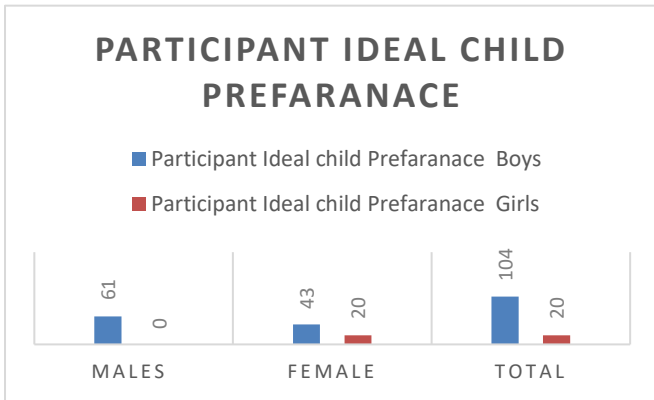 PARTICIPANT IDEAL CHILD
PREFARANACE
Participant Ideal child Prefaranace Boys
Participant Ideal child Prefaranace Girls
61
0
43
20
104
20
MALES
FEMALE
TOTAL